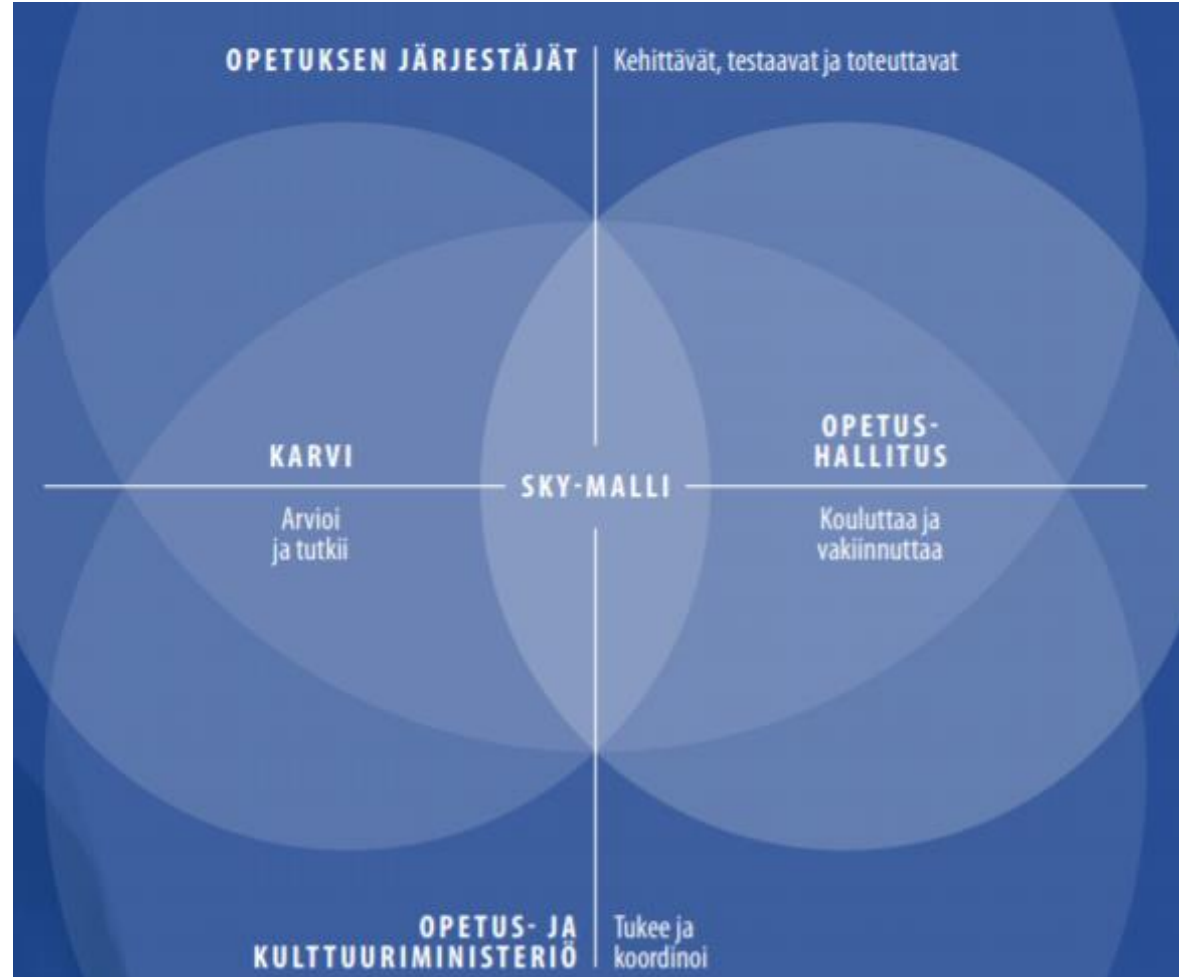 OPETUKSEN JÄRJESTÄJÄT
Kehittävät, testaavat ja toteuttavat
KARVI
Arvioi
ja tutkii
SKY-MALLI
OPETUS-
HALLITUS
Kouluttaa ja
vakiinnuttaa
OPETUS- JA
KULTTUURIMINISTERIÖ
Tukee ja
koordinoi